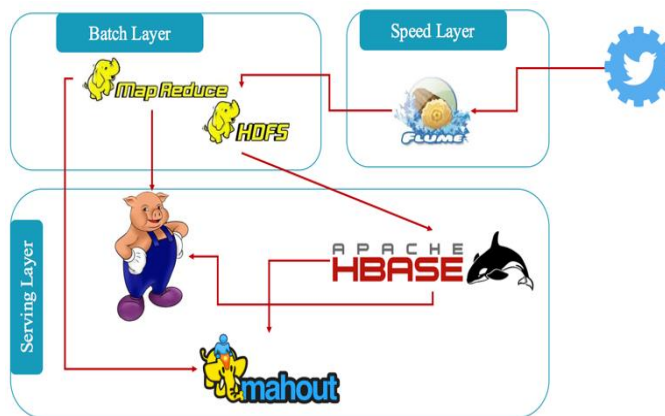 Batch Layer
Speed Layer
Map Reduce
HDFS
FLUME
Serving Layer
APACHE
HBASE
mahout